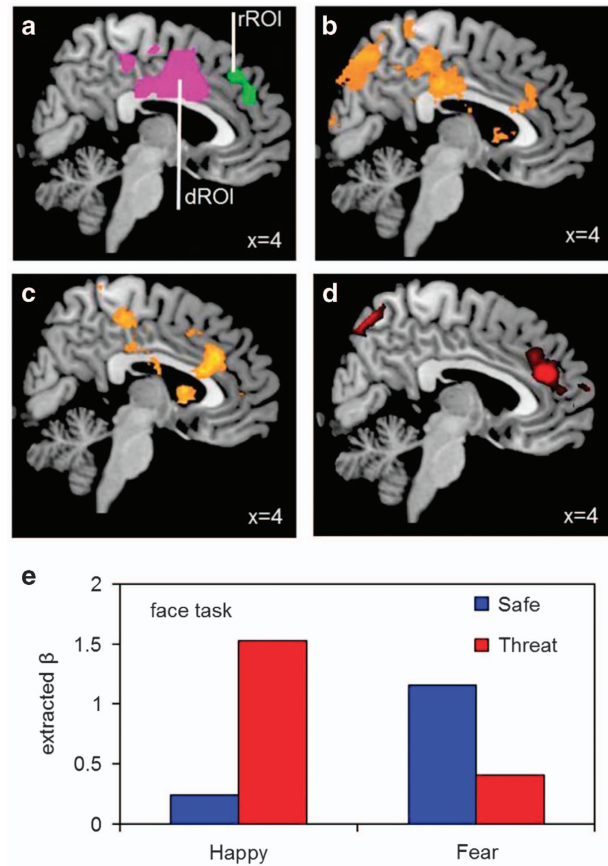 a
rROI
dROI
x=4
b
x=4
c
x=4
d
x=4
e
2
1.5
1
0.5
0
extracted β
face task
Safe
Threat
Happy
Fear